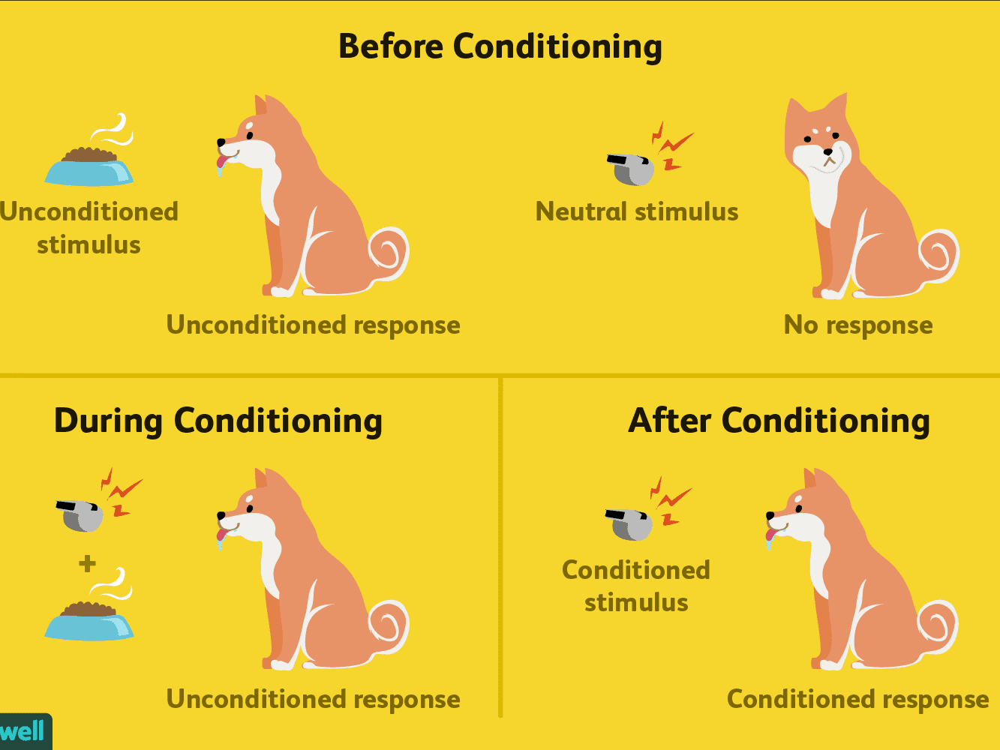 Before Conditioning
Unconditioned
stimulus
Unconditioned response
Neutral stimulus
No response
During Conditioning
+
Unconditioned response
After Conditioning
Conditioned
stimulus
Conditioned response
well